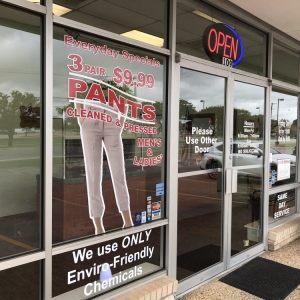 Everyday Specials
3 PAIR $9.99
PANTS
CLEANED & PRESSED
MEN'S
&
LADIES'
We use ONLY
Enviro-Friendly
Chemicals
OPEN
Please
Use Other
Door
SAME
DAY
SERVICE